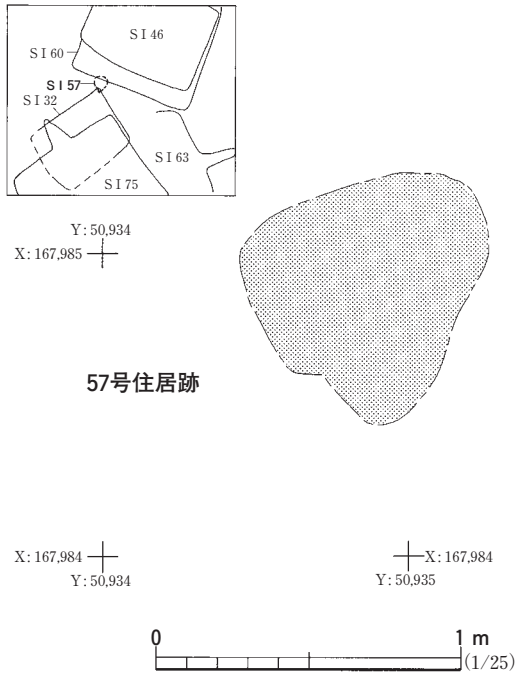 SI46
SI60
SI57
SI32
SI63
SI75
Y: 50,934
X: 167,985
57号住居跡
X: 167,984
Y: 50,934
X: 167,984
Y: 50,935
0 1 m
(1/25)